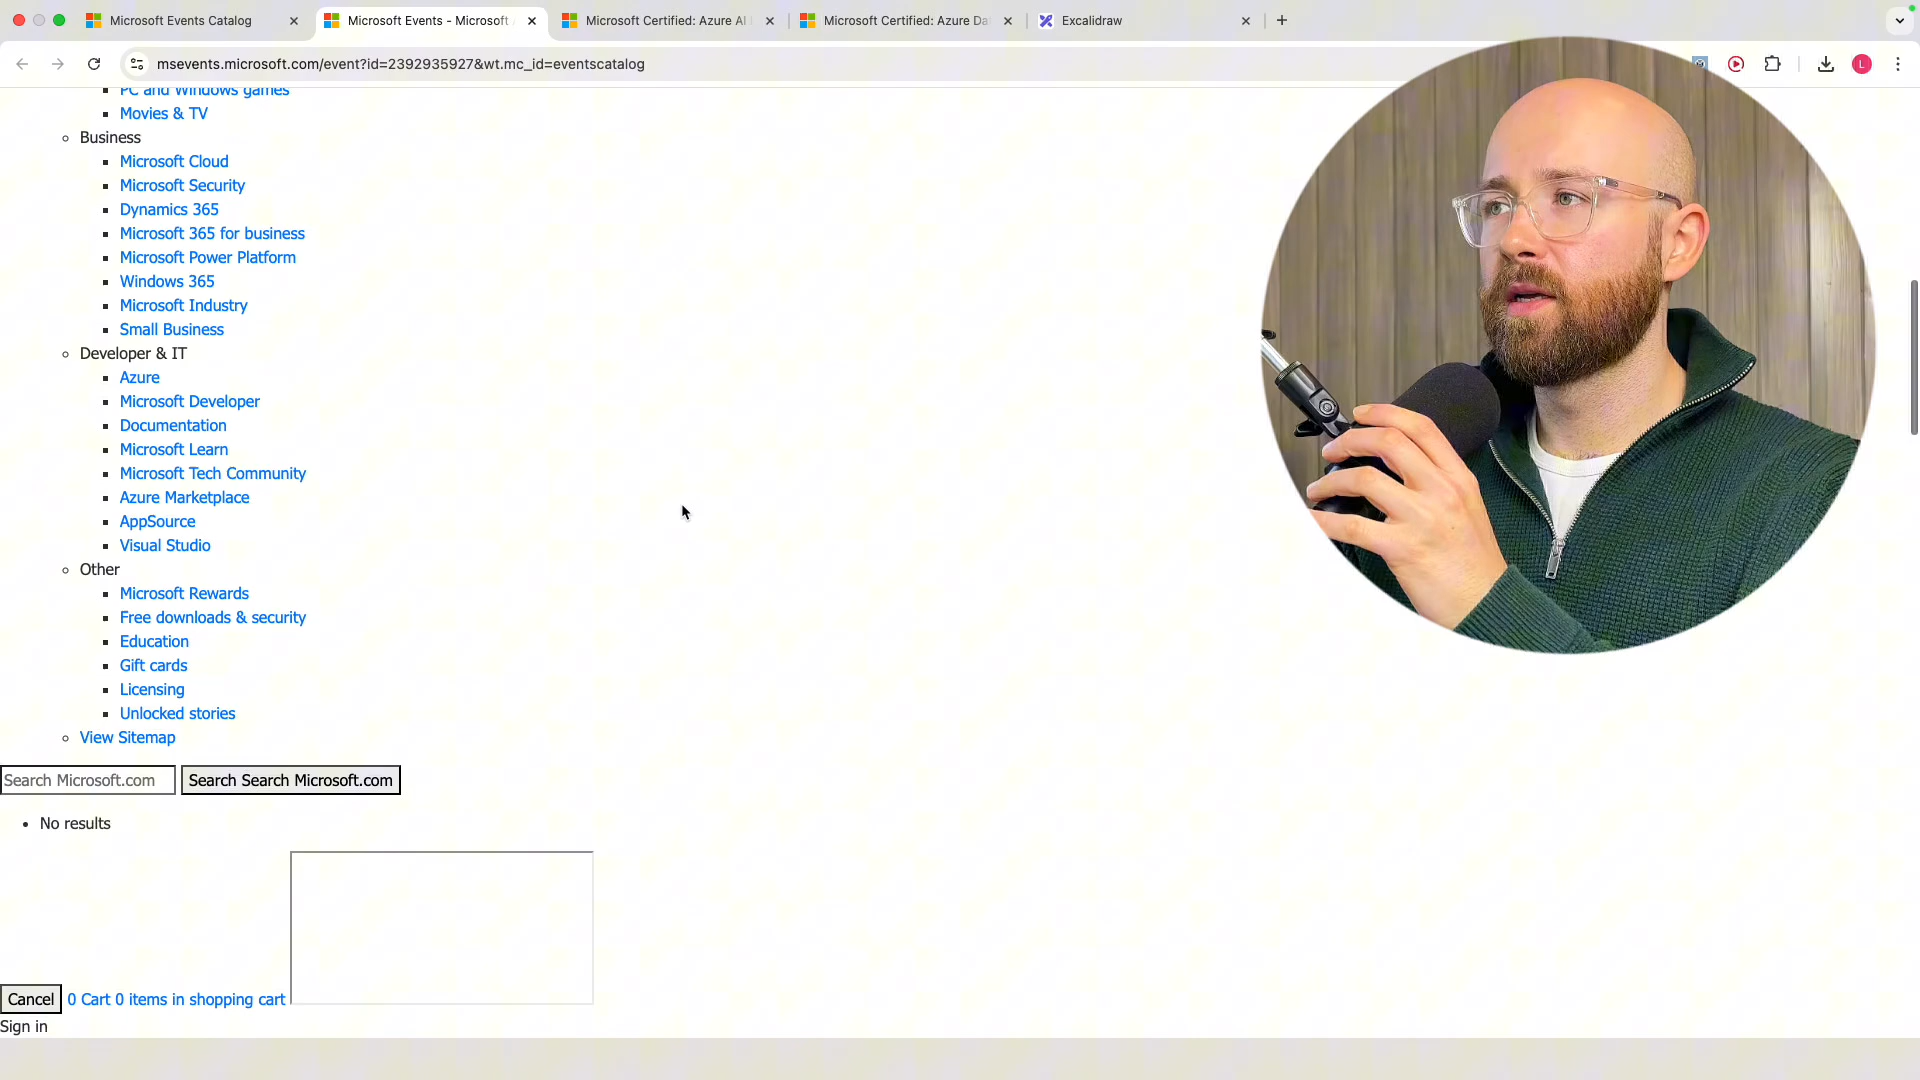 Microsoft Events Catalog
Microsoft Events - Microsoft
Microsoft Certified: Azure AI
Microsoft Certified: Azure Da
Excalidraw
msevents.microsoft.com/event?id=2392935927&wt.mc_id=eventscatalog
L
PC and Windows games
Movies & TV
Business
Microsoft Cloud
Microsoft Security
Dynamics 365
Microsoft 365 for business
Microsoft Power Platform
Windows 365
Microsoft Industry
Small Business
Developer & IT
Azure
Microsoft Developer
Documentation
Microsoft Learn
Microsoft Tech Community
Azure Marketplace
AppSource
Visual Studio
Other
Microsoft Rewards
Free downloads & security
Education
Gift cards
Licensing
Unlocked stories
View Sitemap
Search Microsoft.com Search Search Microsoft.com
No results
Cancel 0 Cart 0 items in shopping cart
Sign in